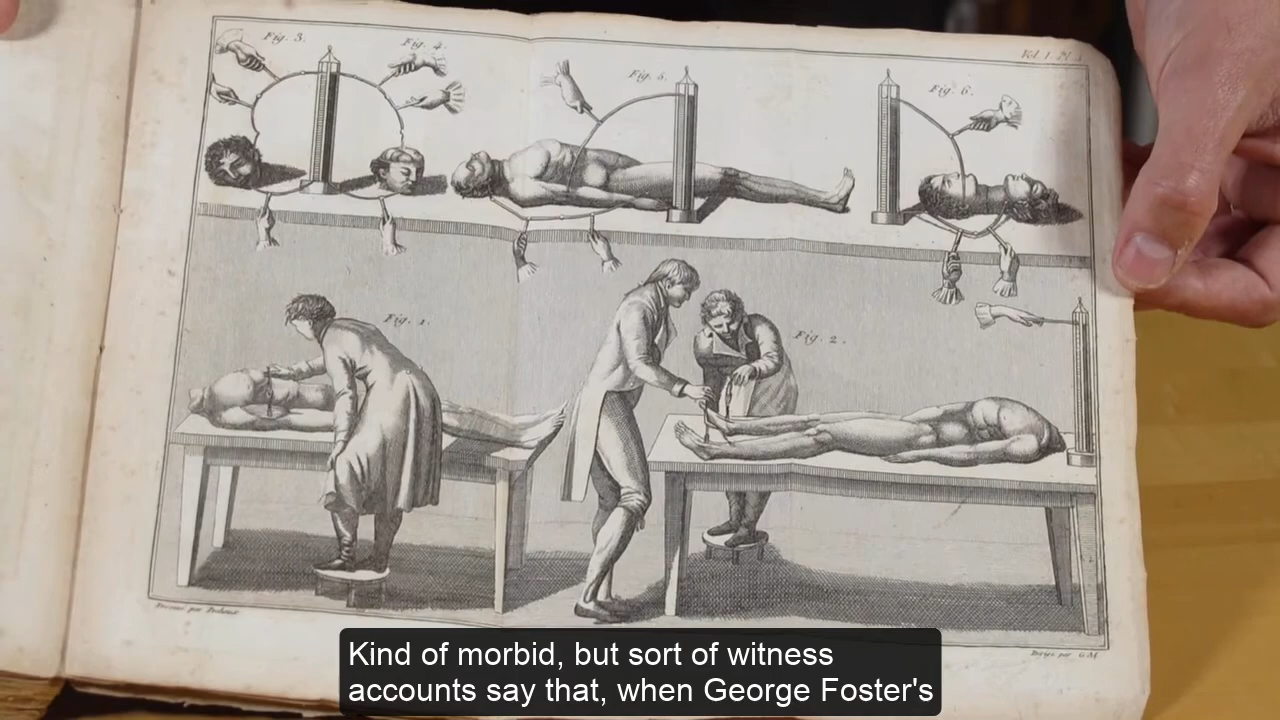 Fig. 3.
Fig. 4.
Fig. 5.
Fig. 6.
Vol. 1. Pl.
Fig. 1.
Fig. 2.
Kind of morbid, but sort of witness
accounts say that, when George Foster's